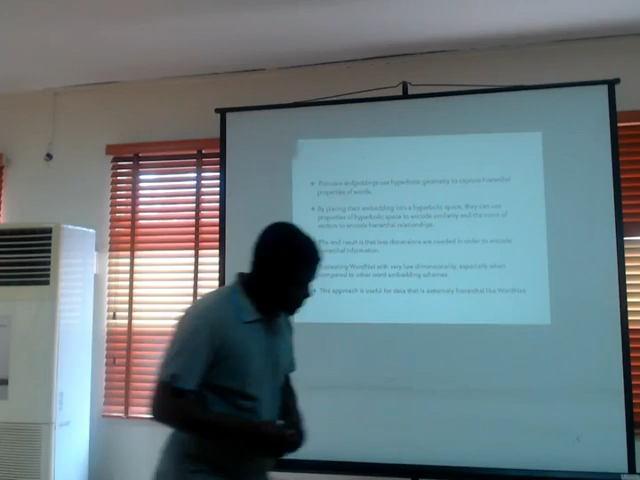 Poincare embeddings use hyperbolic geometry to capture hierarchal
properties of words.
By placing their embedding into a hyperbolic space, they can use
properties of hyperbolic space to encode similarity and the norm of
vectors to encode hierarchal relationships.
The end result is that less dimensions are needed in order to encode
hierarchal information.
Recreating WordNet with very low dimensionality, especially when
compared to other word embedding schemes.
This approach is useful for data that is extremely hierarchal like WordNet.